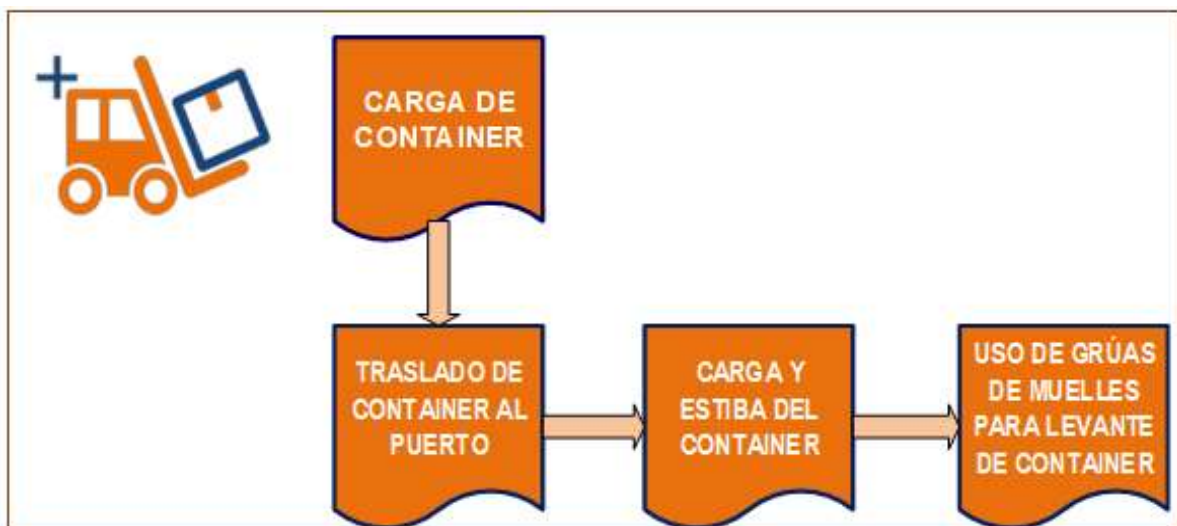 CARGA DE
CONTAINER
TRASLADO DE
CONTAINER AL
PUERTO
CARGA Y
ESTIBA DEL
CONTAINER
USO DE GRÚAS
DE MUELLES
PARA LEVANTE
DE CONTAINER